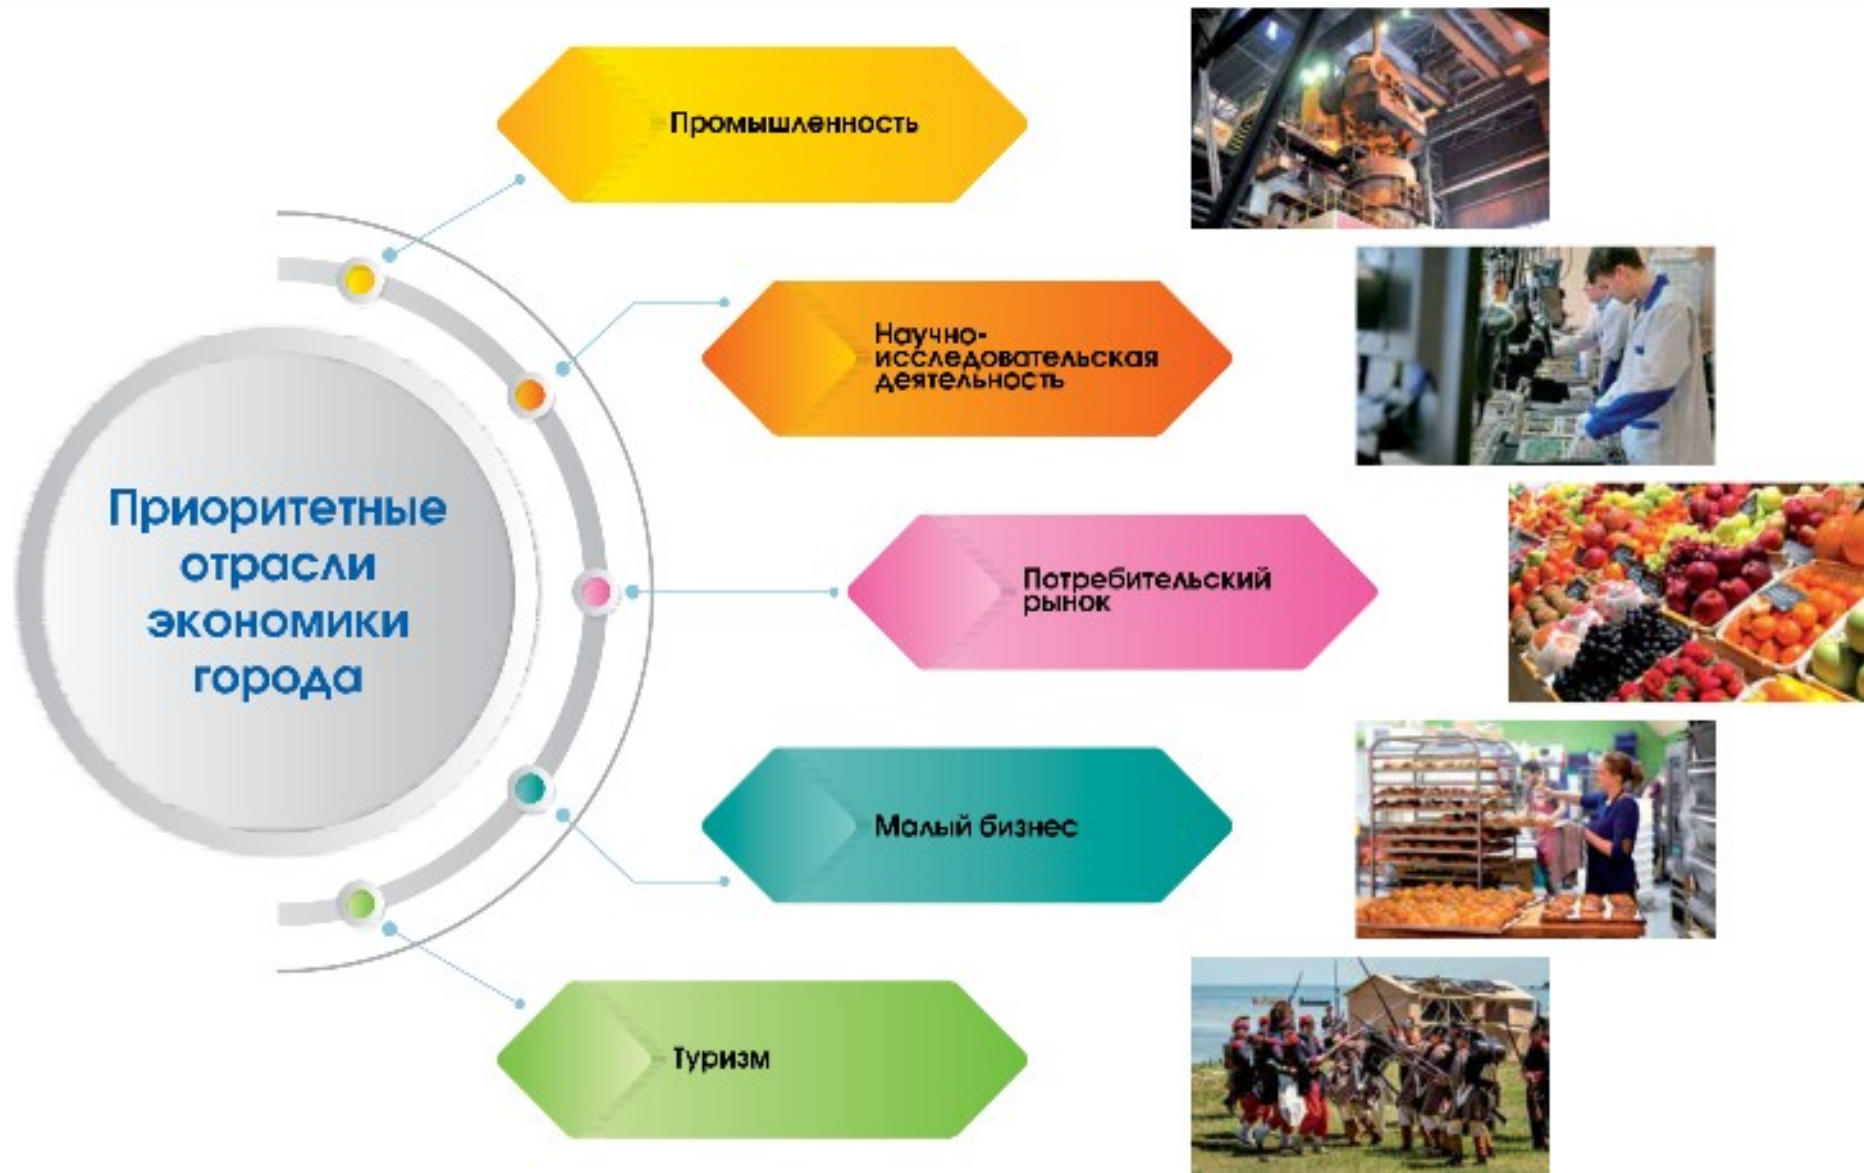 Промышленность
Научно-
исследовательская
деятельность
Приоритетные
отрасли
экономики
города
Потребительский
рынок
Малый бизнес
Туризм